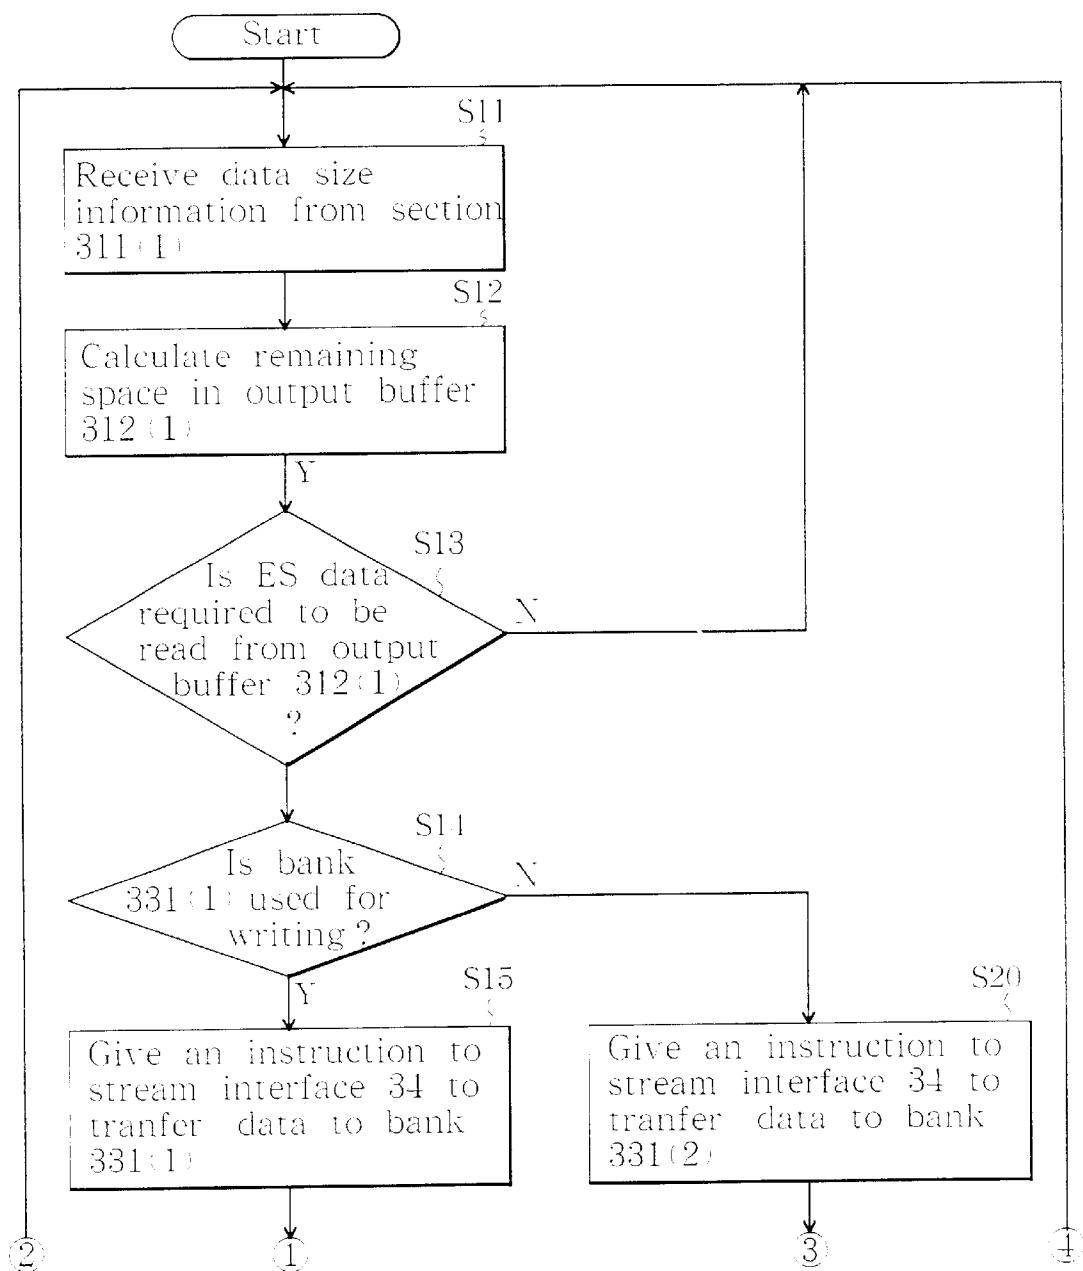 Start
S11
Receive data size
information from section
311(1)
S12
Calculate remaining
space in output buffer
312(1)
Y
S13
Is ES data
required to be
read from output
buffer 312(1)
?
N
S14
Is bank
331(1) used for
writing?
N
Y
S15
Give an instruction to
stream interface 34 to
tranfer data to bank
331(1)
S20
Give an instruction to
stream interface 34 to
tranfer data to bank
331(2)
2
1
3
4